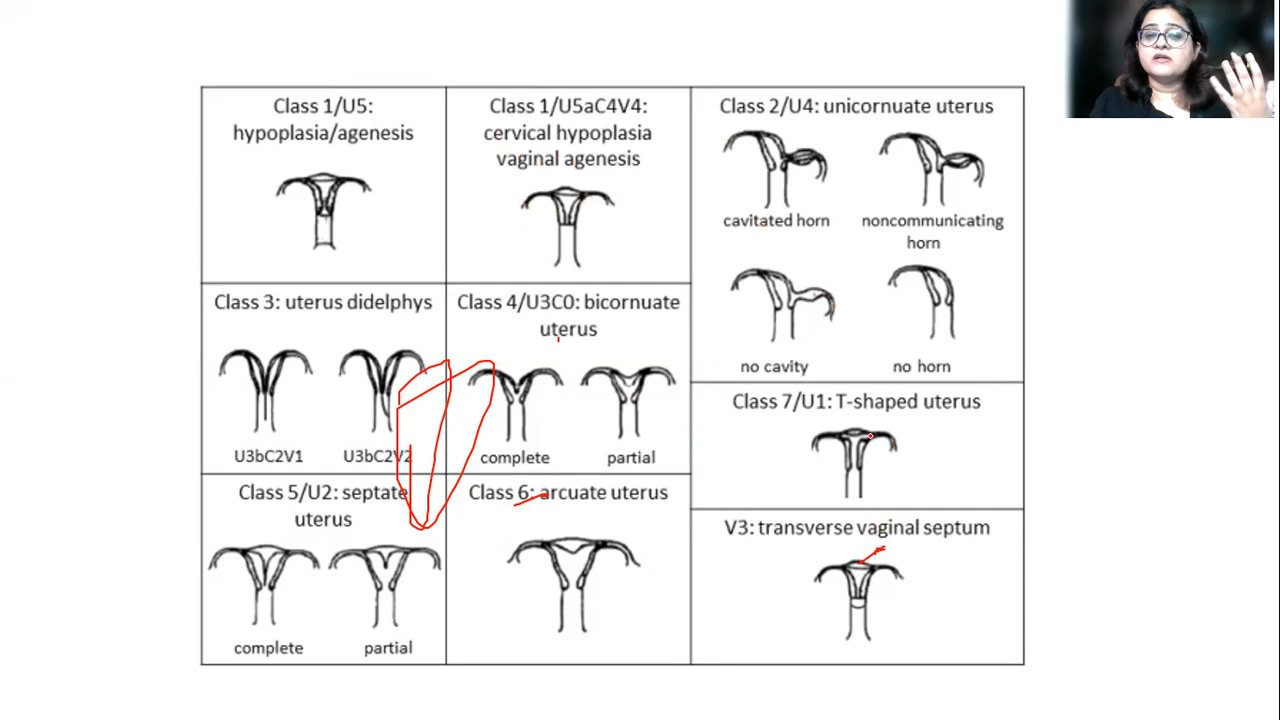 Class 1/U5:
hypoplasia/agenesis
Class 1/U5aC4V4:
cervical hypoplasia
vaginal agenesis
Class 2/U4: unicornuate uterus
cavitated horn
noncommunicating
horn
no cavity
no horn
Class 3: uterus didelphys
U3bC2V1
U3bC2V2
Class 4/U3C0: bicornuate
uterus
complete
partial
Class 7/U1: T-shaped uterus
Class 5/U2: septate
uterus
complete
partial
Class 6: arcuate uterus
V3: transverse vaginal septum